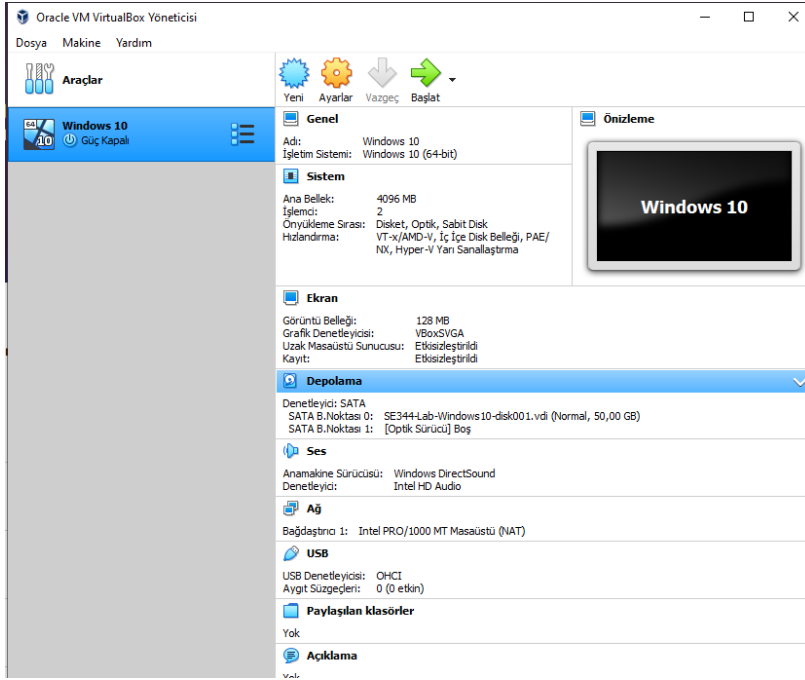 Oracle VM VirtualBox Yöneticisi
Dosya Makine Yardım
Araçlar
Yeni Ayarlar Vazgeç Başlat
64
10
Windows 10
Güç Kapalı
Genel
Adı: Windows 10
İşletim Sistemi: Windows 10 (64-bit)
Önizleme
Windows 10
Sistem
Ana Bellek: 4096 MB
İşlemci: 2
Önyükleme Sırası: Disket, Optik, Sabit Disk
Hızlandırma: VT-x/AMD-V, İç İçe Disk Belleği, PAE/
NX, Hyper-V Yarı Sanallaştırma
Ekran
Görüntü Belleği: 128 MB
Grafik Denetleyicisi: VBoxSVGA
Uzak Masaüstü Sunucusu: Etkisizleştirildi
Kayıt: Etkisizleştirildi
Depolama
Denetleyici: SATA
SATA B.Noktası 0: SE344-Lab-Windows10-disk001.vdi (Normal, 50,00 GB)
SATA B.Noktası 1: [Optik Sürücü] Boş
Ses
Anamakine Sürücüsü: Windows DirectSound
Denetleyici: Intel HD Audio
Ağ
Bağdaştırıcı 1: Intel PRO/1000 MT Masaüstü (NAT)
USB
USB Denetleyicisi: OHCI
Aygıt Süzgeçleri: 0 (0 etkin)
Paylaşılan klasörler
Yok
Açıklama
Yok